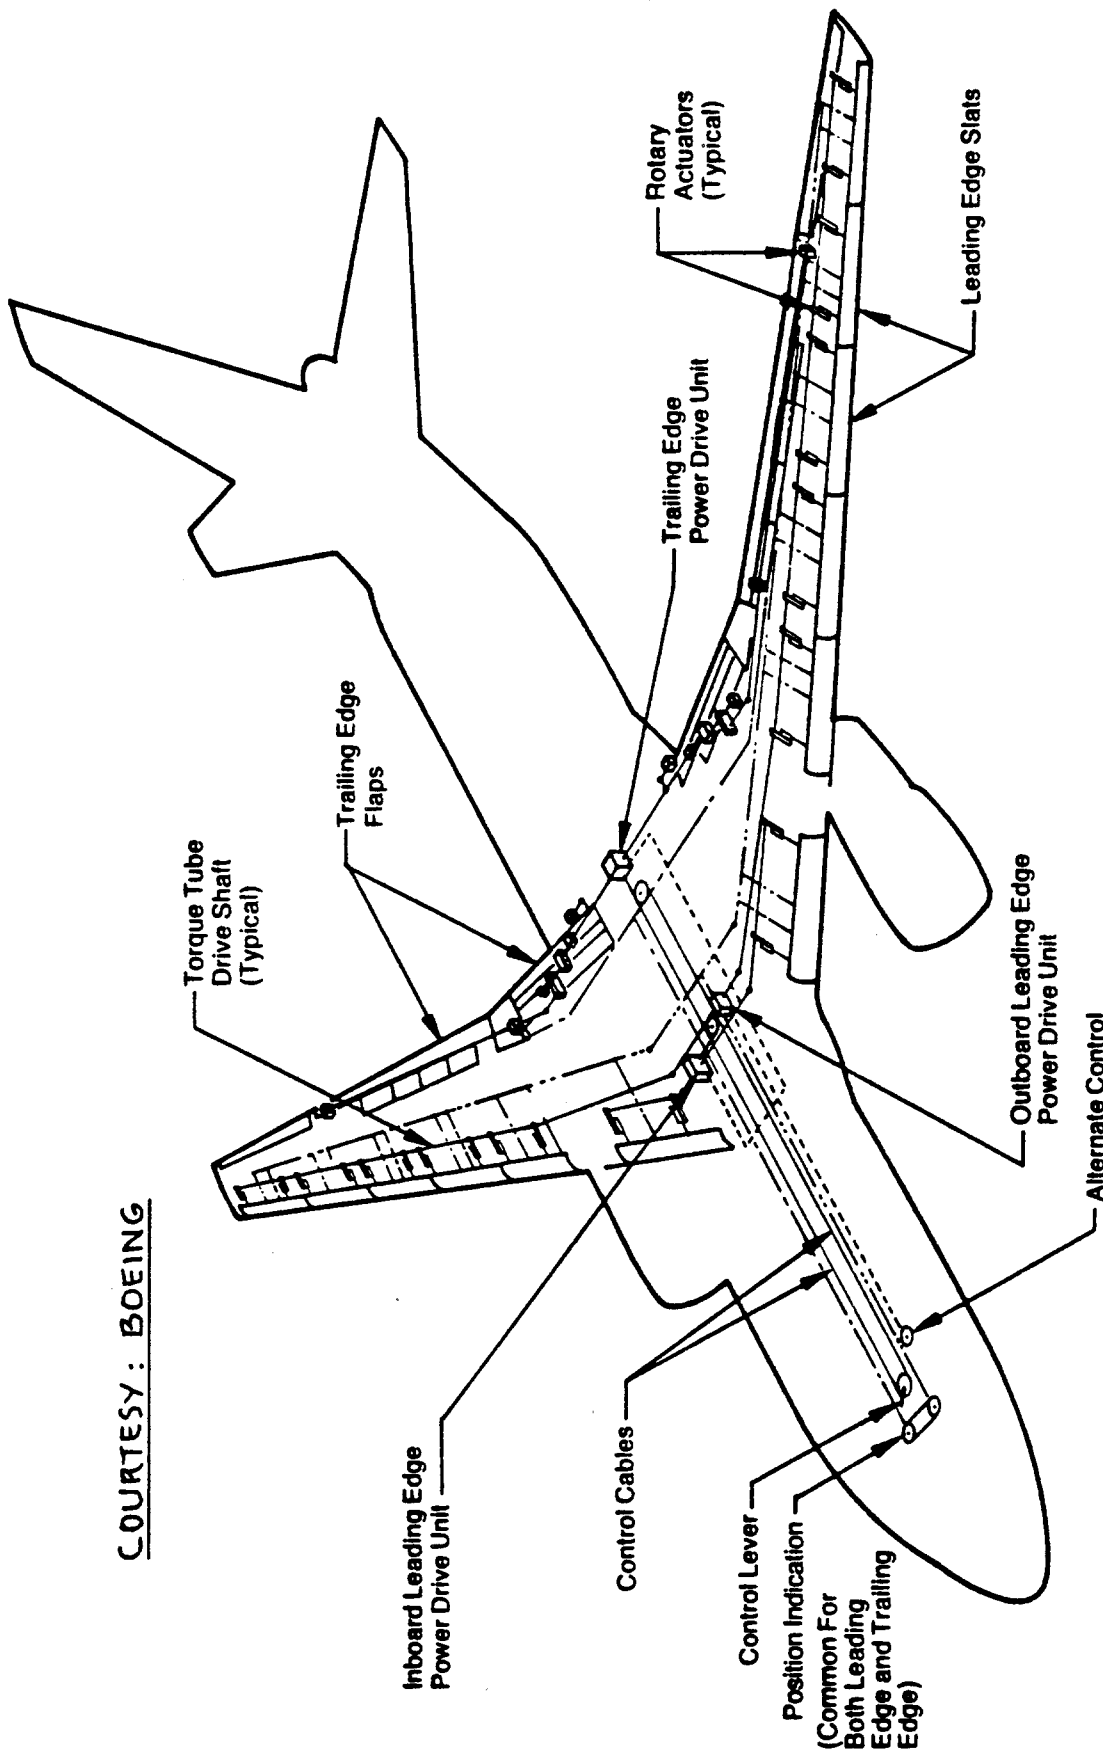 COURTESY: BOEING
Torque Tube
Drive Shaft
(Typical)
Trailing Edge
Flaps
Trailing Edge
Power Drive Unit
Rotary
Actuators
(Typical)
Inboard Leading Edge
Power Drive Unit
Control Cables
Control Lever
Position Indication
(Common For
Both Leading
Edge and Trailing
Edge)
Alternate Control
Outboard Leading Edge
Power Drive Unit
Leading Edge Slats